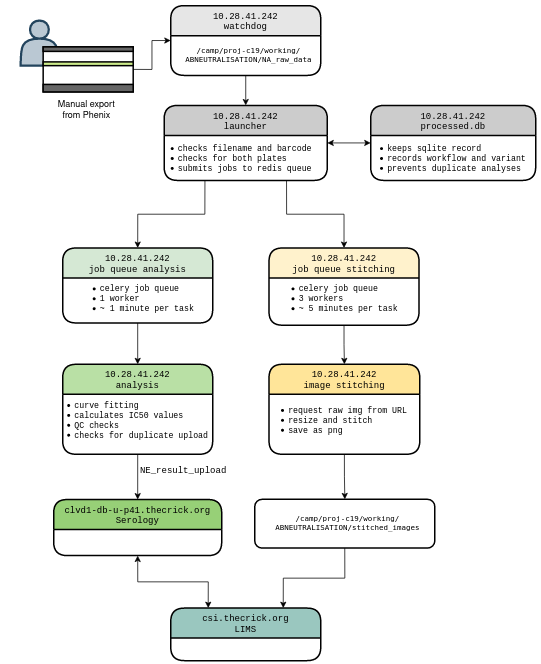 10.28.41.242
watchdog
/camp/proj-c19/working/
ABNEUTRALISATION/NA_raw_data
Manual export
from Phenix
10.28.41.242
launcher
• checks filename and barcode
• checks for both plates
• submits jobs to redis queue
10.28.41.242
processed.db
• keeps sqlite record
• records workflow and variant
• prevents duplicate analyses
10.28.41.242
job queue analysis
• celery job queue
• 1 worker
• ~ 1 minute per task
10.28.41.242
job queue stitching
• celery job queue
• 3 workers
• ~ 5 minutes per task
10.28.41.242
analysis
• curve fitting
• calculates IC50 values
• QC checks
• checks for duplicate upload
10.28.41.242
image stitching
• request raw img from URL
• resize and stitch
• save as png
NE_result_upload
clvd1-db-u-p41.thecrick.org
Serology
/camp/proj-c19/working/
ABNEUTRALISATION/stitched_images
csi.thecrick.org
LIMS